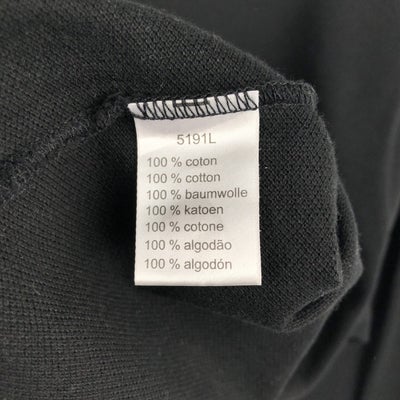 5191L
100 % coton
100 % cotton
100 % baumwolle
100 % katoen
100 % cotone
100 % algodão
100 % algodón